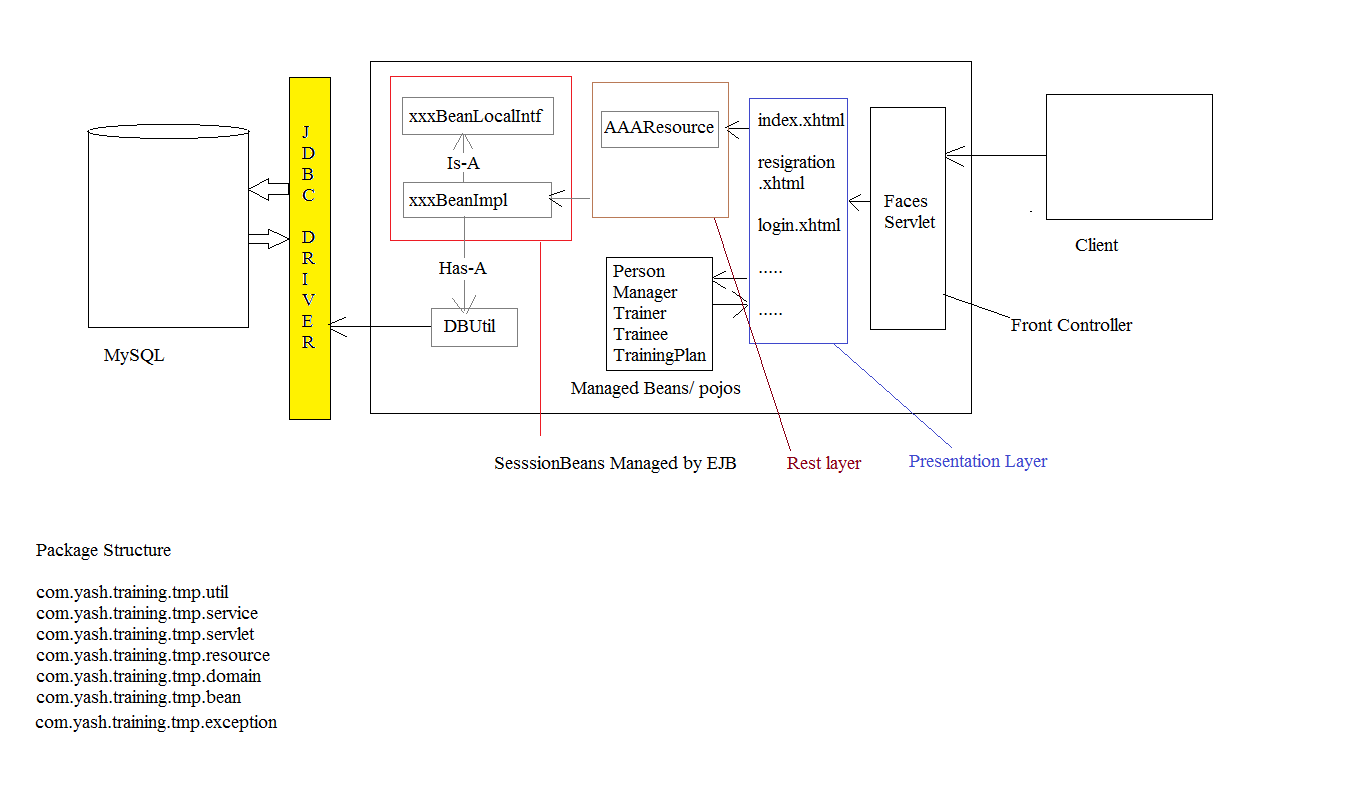 xxxBeanLocalIntf
Is-A
xxxBeanImpl
Has-A
DBUtil
AAAResource
index.xhtml
resigration
.xhtml
login.xhtml
.....
.....
Faces
Servlet
Client
Front Controller
Person
Manager
Trainer
Trainee
TrainingPlan
Managed Beans/ pojos
J
D
B
C
D
R
I
V
E
R
MySQL
SesssionBeans Managed by EJB
Rest layer
Presentation Layer
Package Structure
com.yash.training.tmp.util
com.yash.training.tmp.service
com.yash.training.tmp.servlet
com.yash.training.tmp.resource
com.yash.training.tmp.domain
com.yash.training.tmp.bean
com.yash.training.tmp.exception